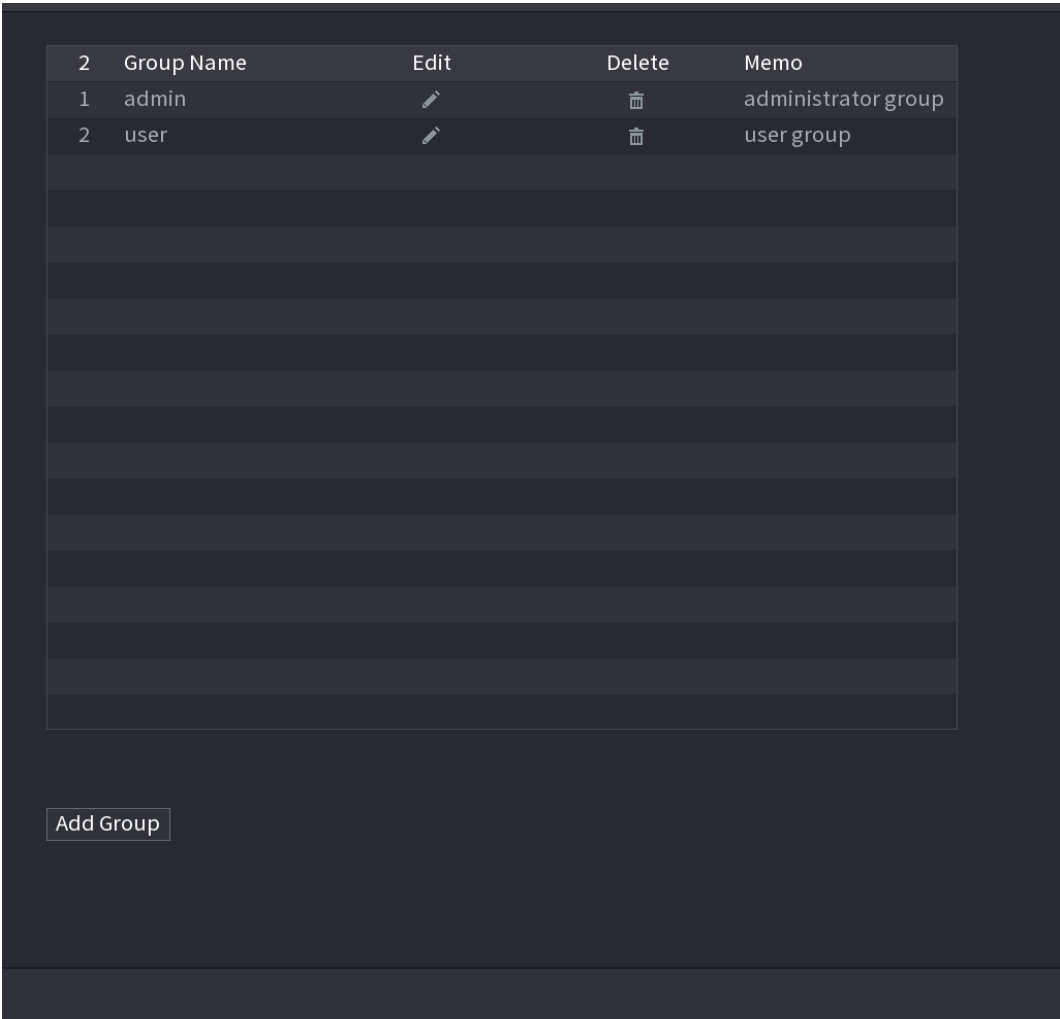 2 Group Name Edit Delete Memo
1 admin administrator group
2 user user group
Add Group